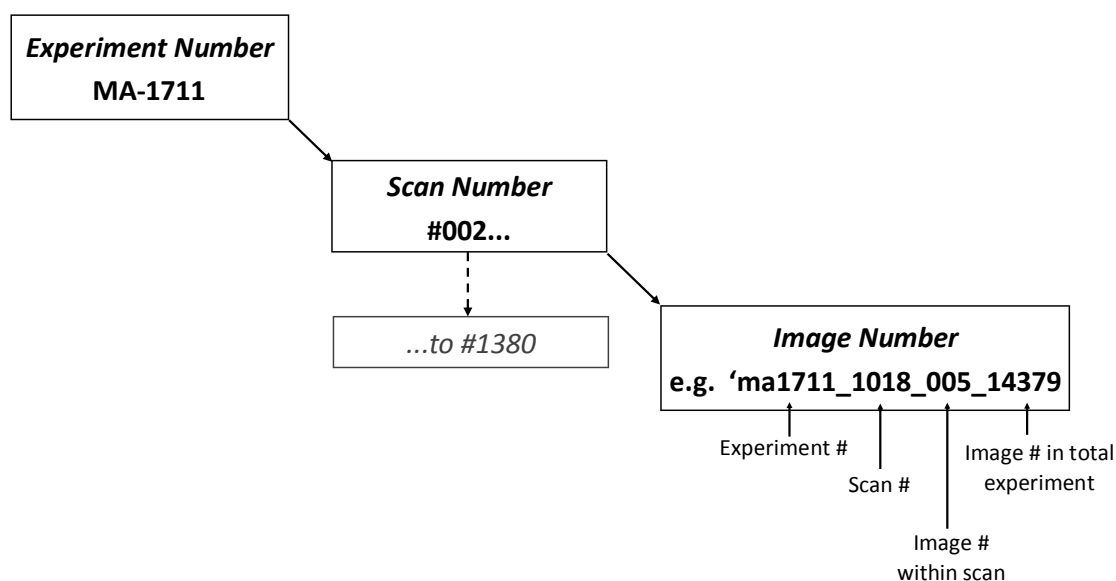 Experiment Number
MA-1711
Scan Number
#002...
...to #1380
Image Number
e.g. ‘ma1711_1018_005_14379
Experiment #
Scan #
Image #
within scan
Image # in total
experiment